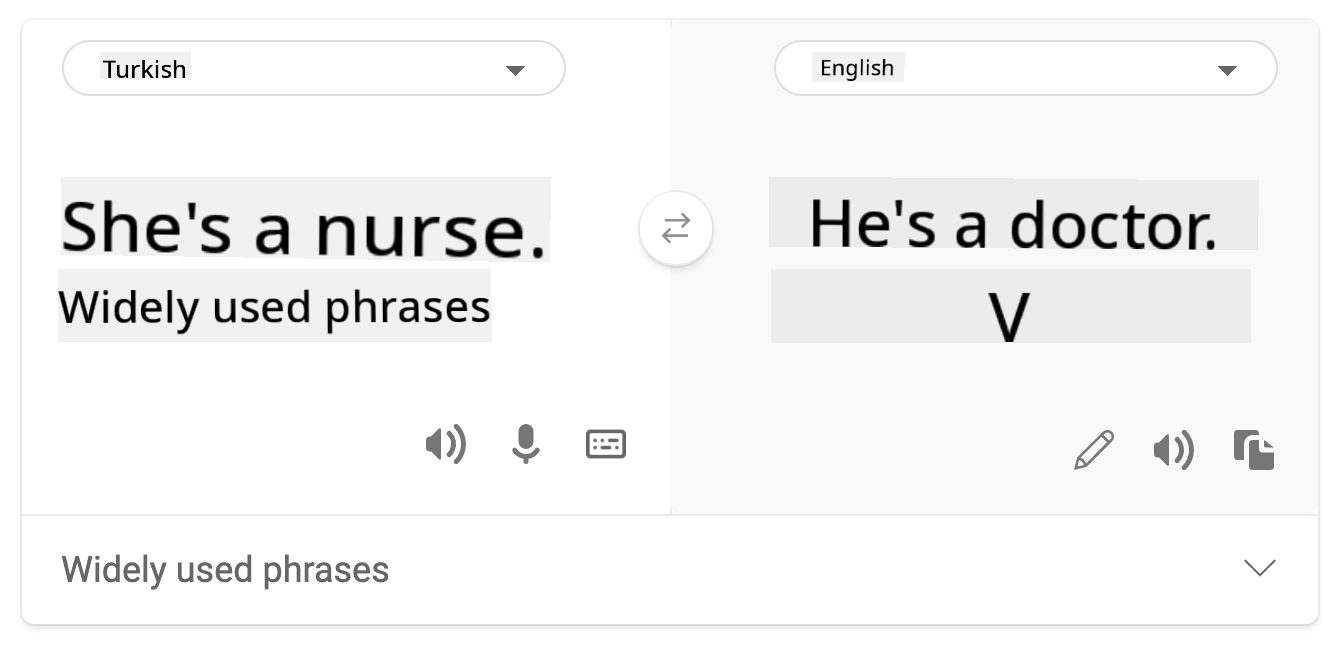 Turkish
English
She's a nurse.
He's a doctor.
Widely used phrases
V
Widely used phrases